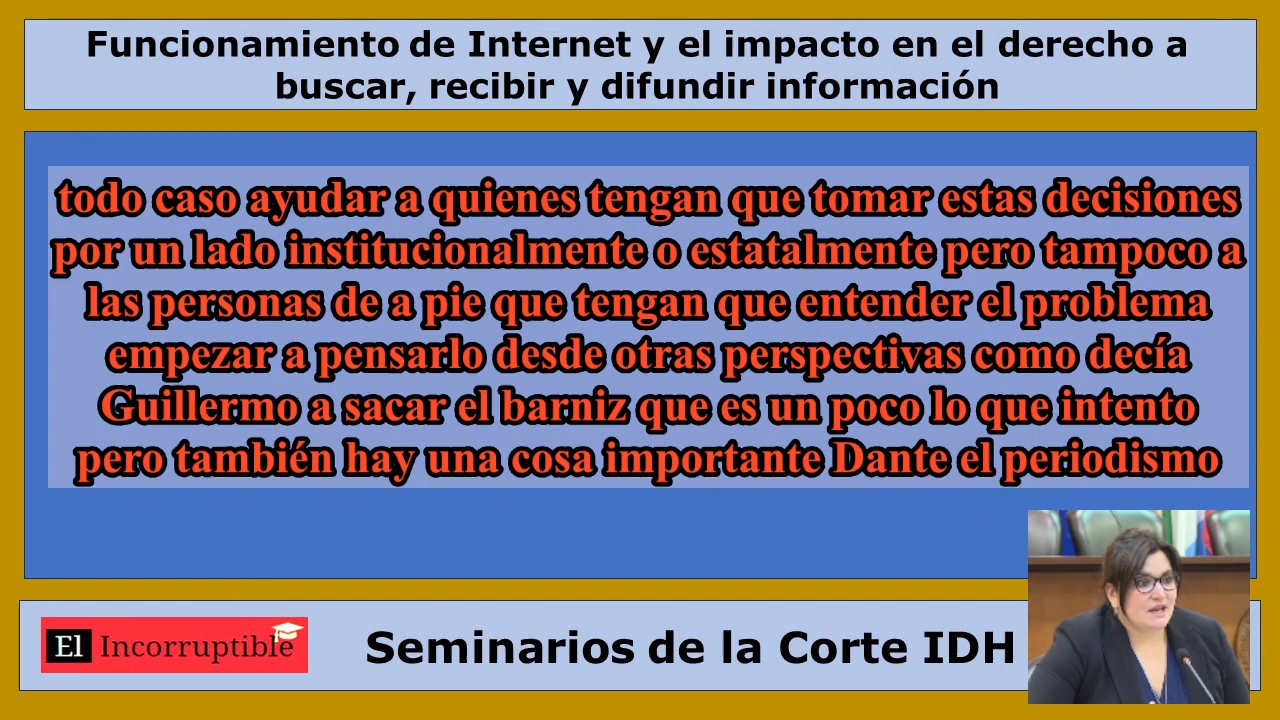 Funcionamiento de Internet y el impacto en el derecho a
buscar, recibir y difundir información
todo caso ayudar a quienes tengan que tomar estas decisiones
por un lado institucionalmente o estatalmente pero tampoco a
las personas de a pie que tengan que entender el problema
empezar a pensarlo desde otras perspectivas como decía
Guillermo a sacar el barniz que es un poco lo que intento
pero también hay una cosa importante Dante el periodismo
El Incorruptible
Seminarios de la Corte IDH